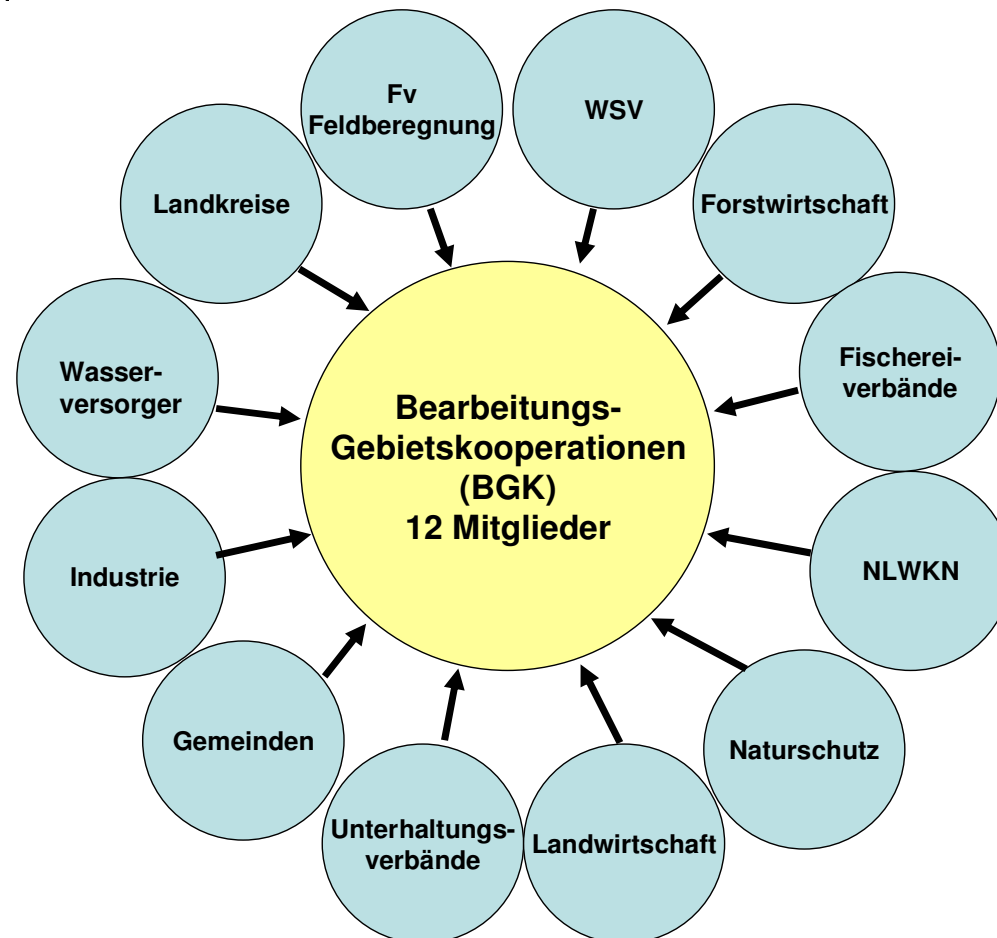 Fv
Feldberegnung
WSV
Landkreise
Forstwirtschaft
Wasser-
versorger
Fischerei-
verbände
Bearbeitungs-
Gebietskooperationen
(BGK)
12 Mitglieder
Industrie
NLWKN
Gemeinden
Naturschutz
Unterhaltungs-
verbände
Landwirtschaft